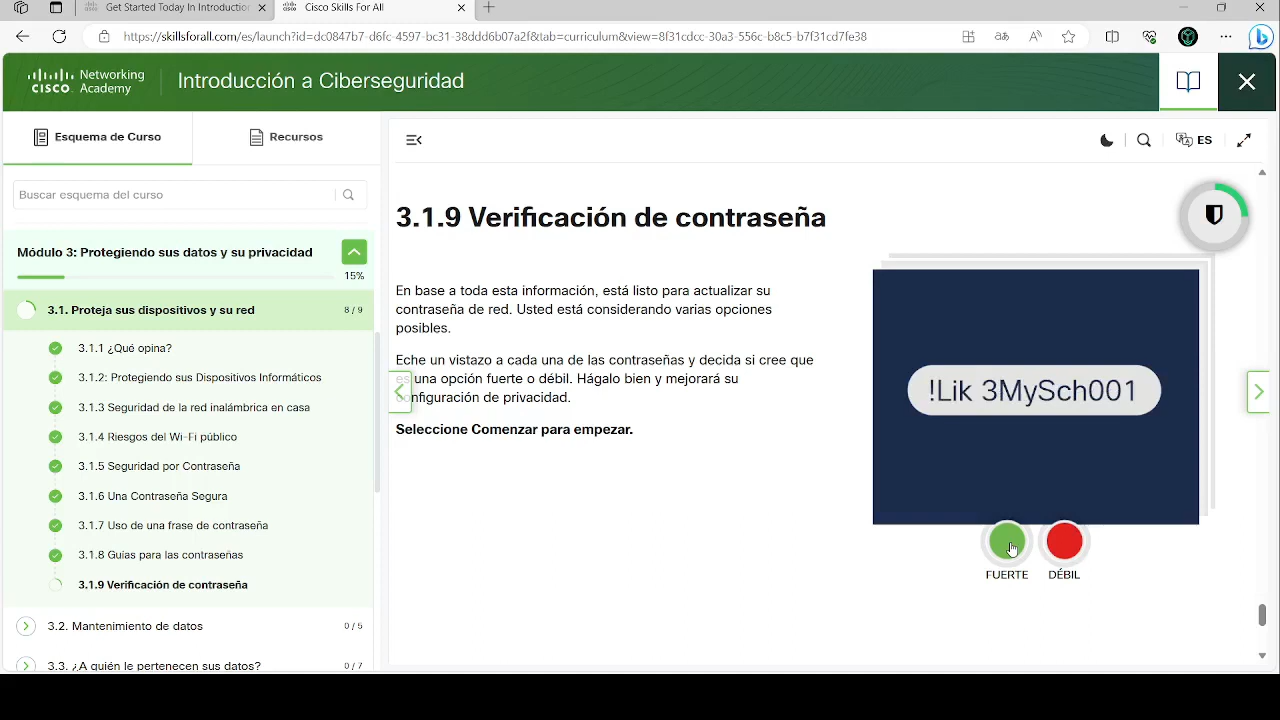 Get Started Today In Introduction
Cisco Skills For All
https://skillsforall.com/es/launch?id=dc0847b7-d6fc-4597-bc31-38ddd6b07a2f&tab=curriculum&view=8f31cdcc-30a3-556c-b8c5-b7f31cd7fe38
Networking
Academy
CISCO
Introducción a Ciberseguridad
Esquema de Curso
Recursos
ES
Buscar esquema del curso
Módulo 3: Protegiendo sus datos y su privacidad
15%
3.1. Proteja sus dispositivos y su red
8 / 9
3.1.1 ¿Qué opina?
3.1.2: Protegiendo sus Dispositivos Informáticos
3.1.3 Seguridad de la red inalámbrica en casa
3.1.4 Riesgos del Wi-Fi público
3.1.5 Seguridad por Contraseña
3.1.6 Una Contraseña Segura
3.1.7 Uso de una frase de contraseña
3.1.8 Guías para las contraseñas
3.1.9 Verificación de contraseña
3.2. Mantenimiento de datos
0 / 5
3.3. ¿A quién le pertenecen sus datos?
0 / 7
3.1.9 Verificación de contraseña
En base a toda esta información, está listo para actualizar su
contraseña de red. Usted está considerando varias opciones
posibles.
Eche un vistazo a cada una de las contraseñas y decida si cree que
es una opción fuerte o débil. Hágalo bien y mejorará su
configuración de privacidad.
Seleccione Comenzar para empezar.
!Lik 3MySch001
FUERTE
DÉBIL